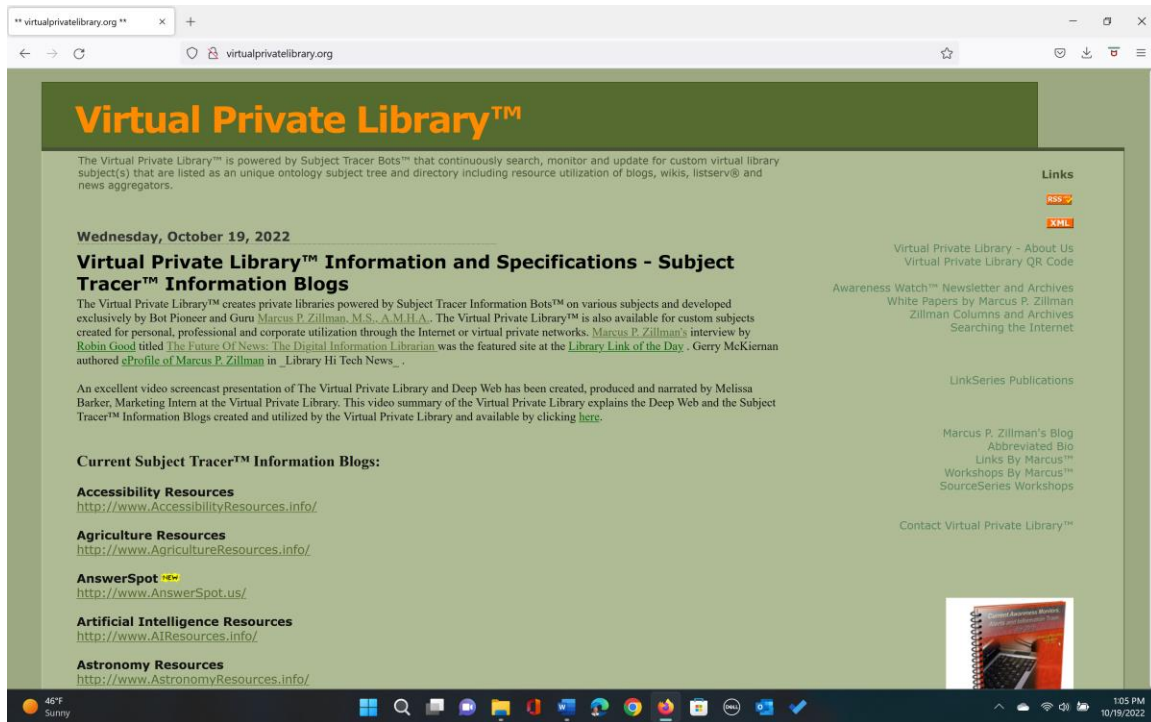 ** virtualprivatelibrary.org **
virtualprivatelibrary.org
Virtual Private Library™
The Virtual Private Library™ is powered by Subject Tracer Bots™ that continuously search, monitor and update for custom virtual library
subject(s) that are listed as an unique ontology subject tree and directory including resource utilization of blogs, wikis, listserv® and
news aggregators.
Wednesday, October 19, 2022
Virtual Private Library™ Information and Specifications - Subject
Tracer™ Information Blogs
The Virtual Private Library™ creates private libraries powered by Subject Tracer Information Bots™ on various subjects and developed
exclusively by Bot Pioneer and Guru Marcus P. Zillman, M.S., A.M.H.A.. The Virtual Private Library™ is also available for custom subjects
created for personal, professional and corporate utilization through the Internet or virtual private networks. Marcus P. Zillman's interview by
Robin Good titled The Future Of News: The Digital Information Librarian was the featured site at the Library Link of the Day . Gerry McKiernan
authored eProfile of Marcus P. Zillman in _Library Hi Tech News_ .
An excellent video screencast presentation of The Virtual Private Library and Deep Web has been created, produced and narrated by Melissa
Barker, Marketing Intern at the Virtual Private Library. This video summary of the Virtual Private Library explains the Deep Web and the Subject
Tracer™ Information Blogs created and utilized by the Virtual Private Library and available by clicking here.
Current Subject Tracer™ Information Blogs:
Accessibility Resources
http://www.AccessibilityResources.info/
Agriculture Resources
http://www.AgricultureResources.info/
AnswerSpot NEW
http://www.AnswerSpot.us/
Artificial Intelligence Resources
http://www.AIResources.info/
Astronomy Resources
http://www.AstronomyResources.info/
Links
RSS
XML
Virtual Private Library - About Us
Virtual Private Library QR Code
Awareness Watch™ Newsletter and Archives
White Papers by Marcus P. Zillman
Zillman Columns and Archives
Searching the Internet
LinkSeries Publications
Marcus P. Zillman's Blog
Abbreviated Bio
Links By Marcus™
Workshops By Marcus™
SourceSeries Workshops
Contact Virtual Private Library™
46°F
Sunny
DELL
1:05 PM
10/19/2022